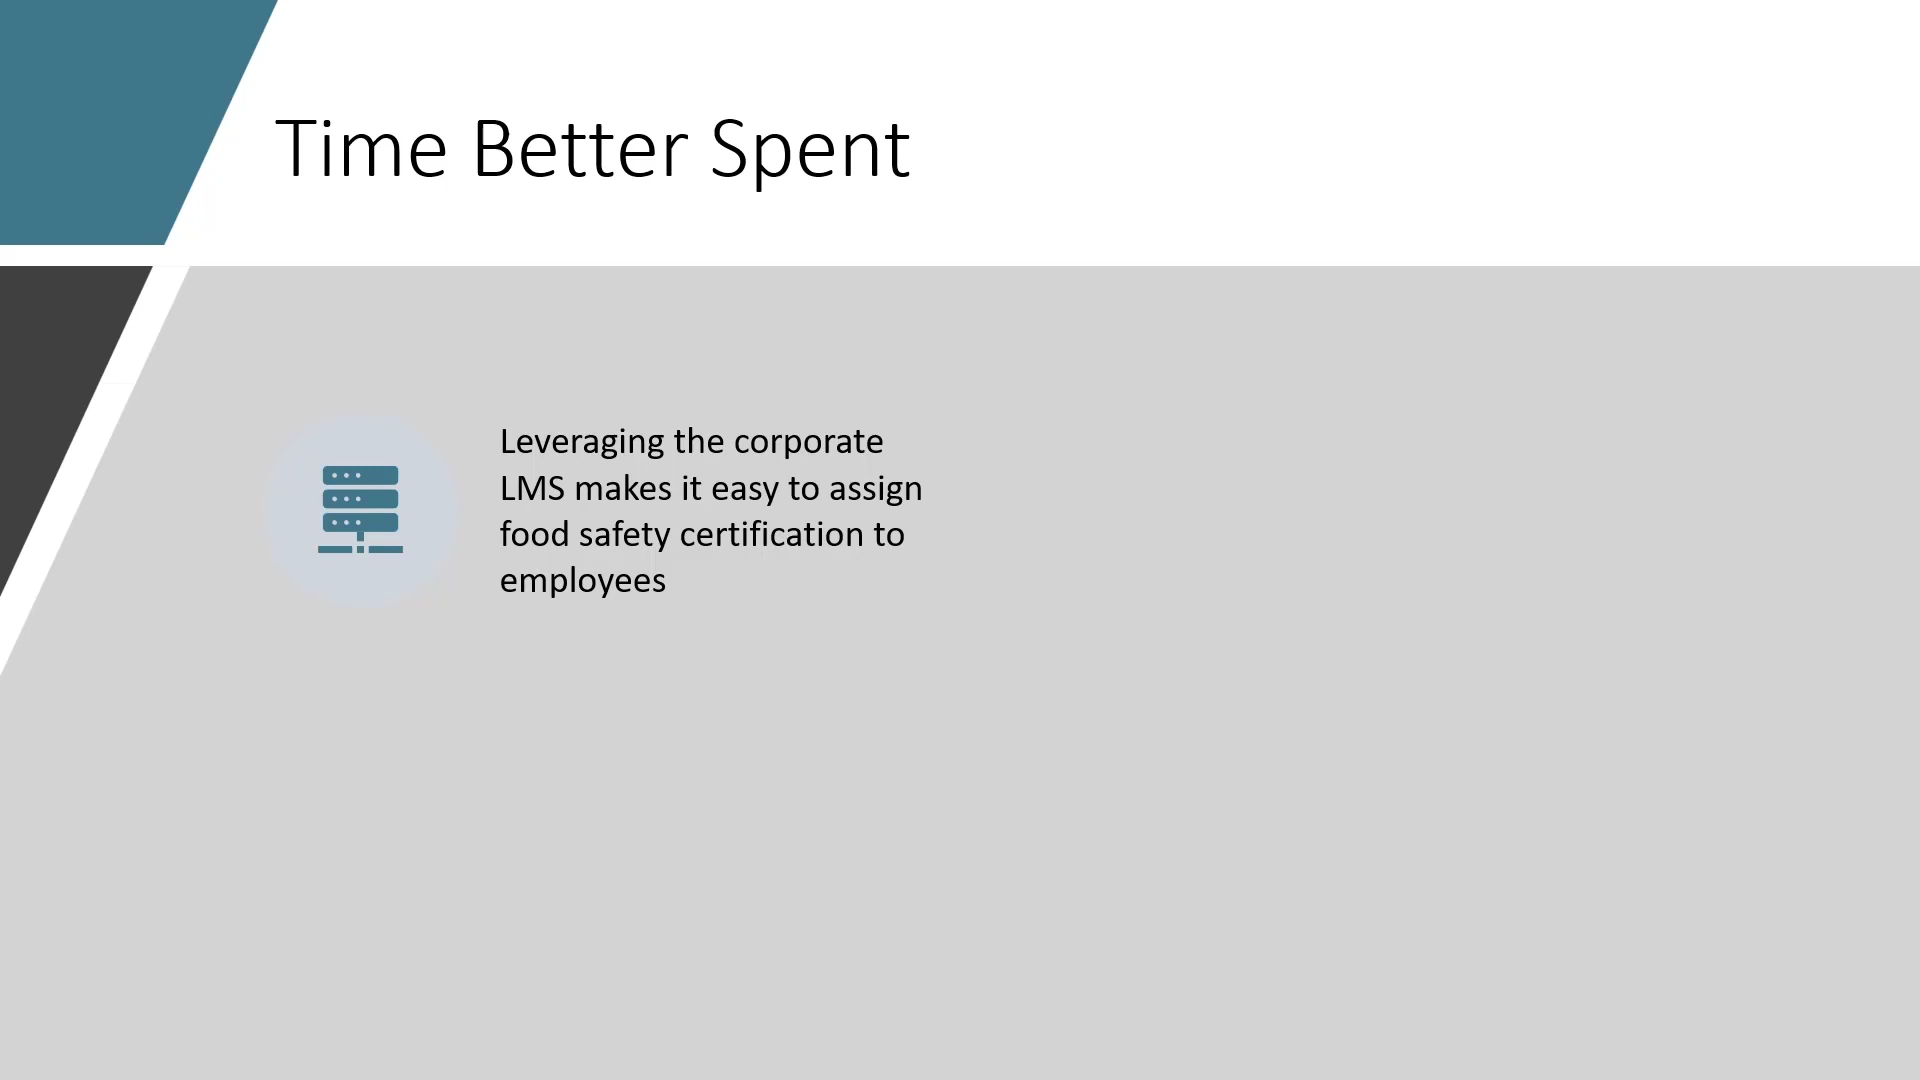 Time Better Spent
Leveraging the corporate
LMS makes it easy to assign
food safety certification to
employees